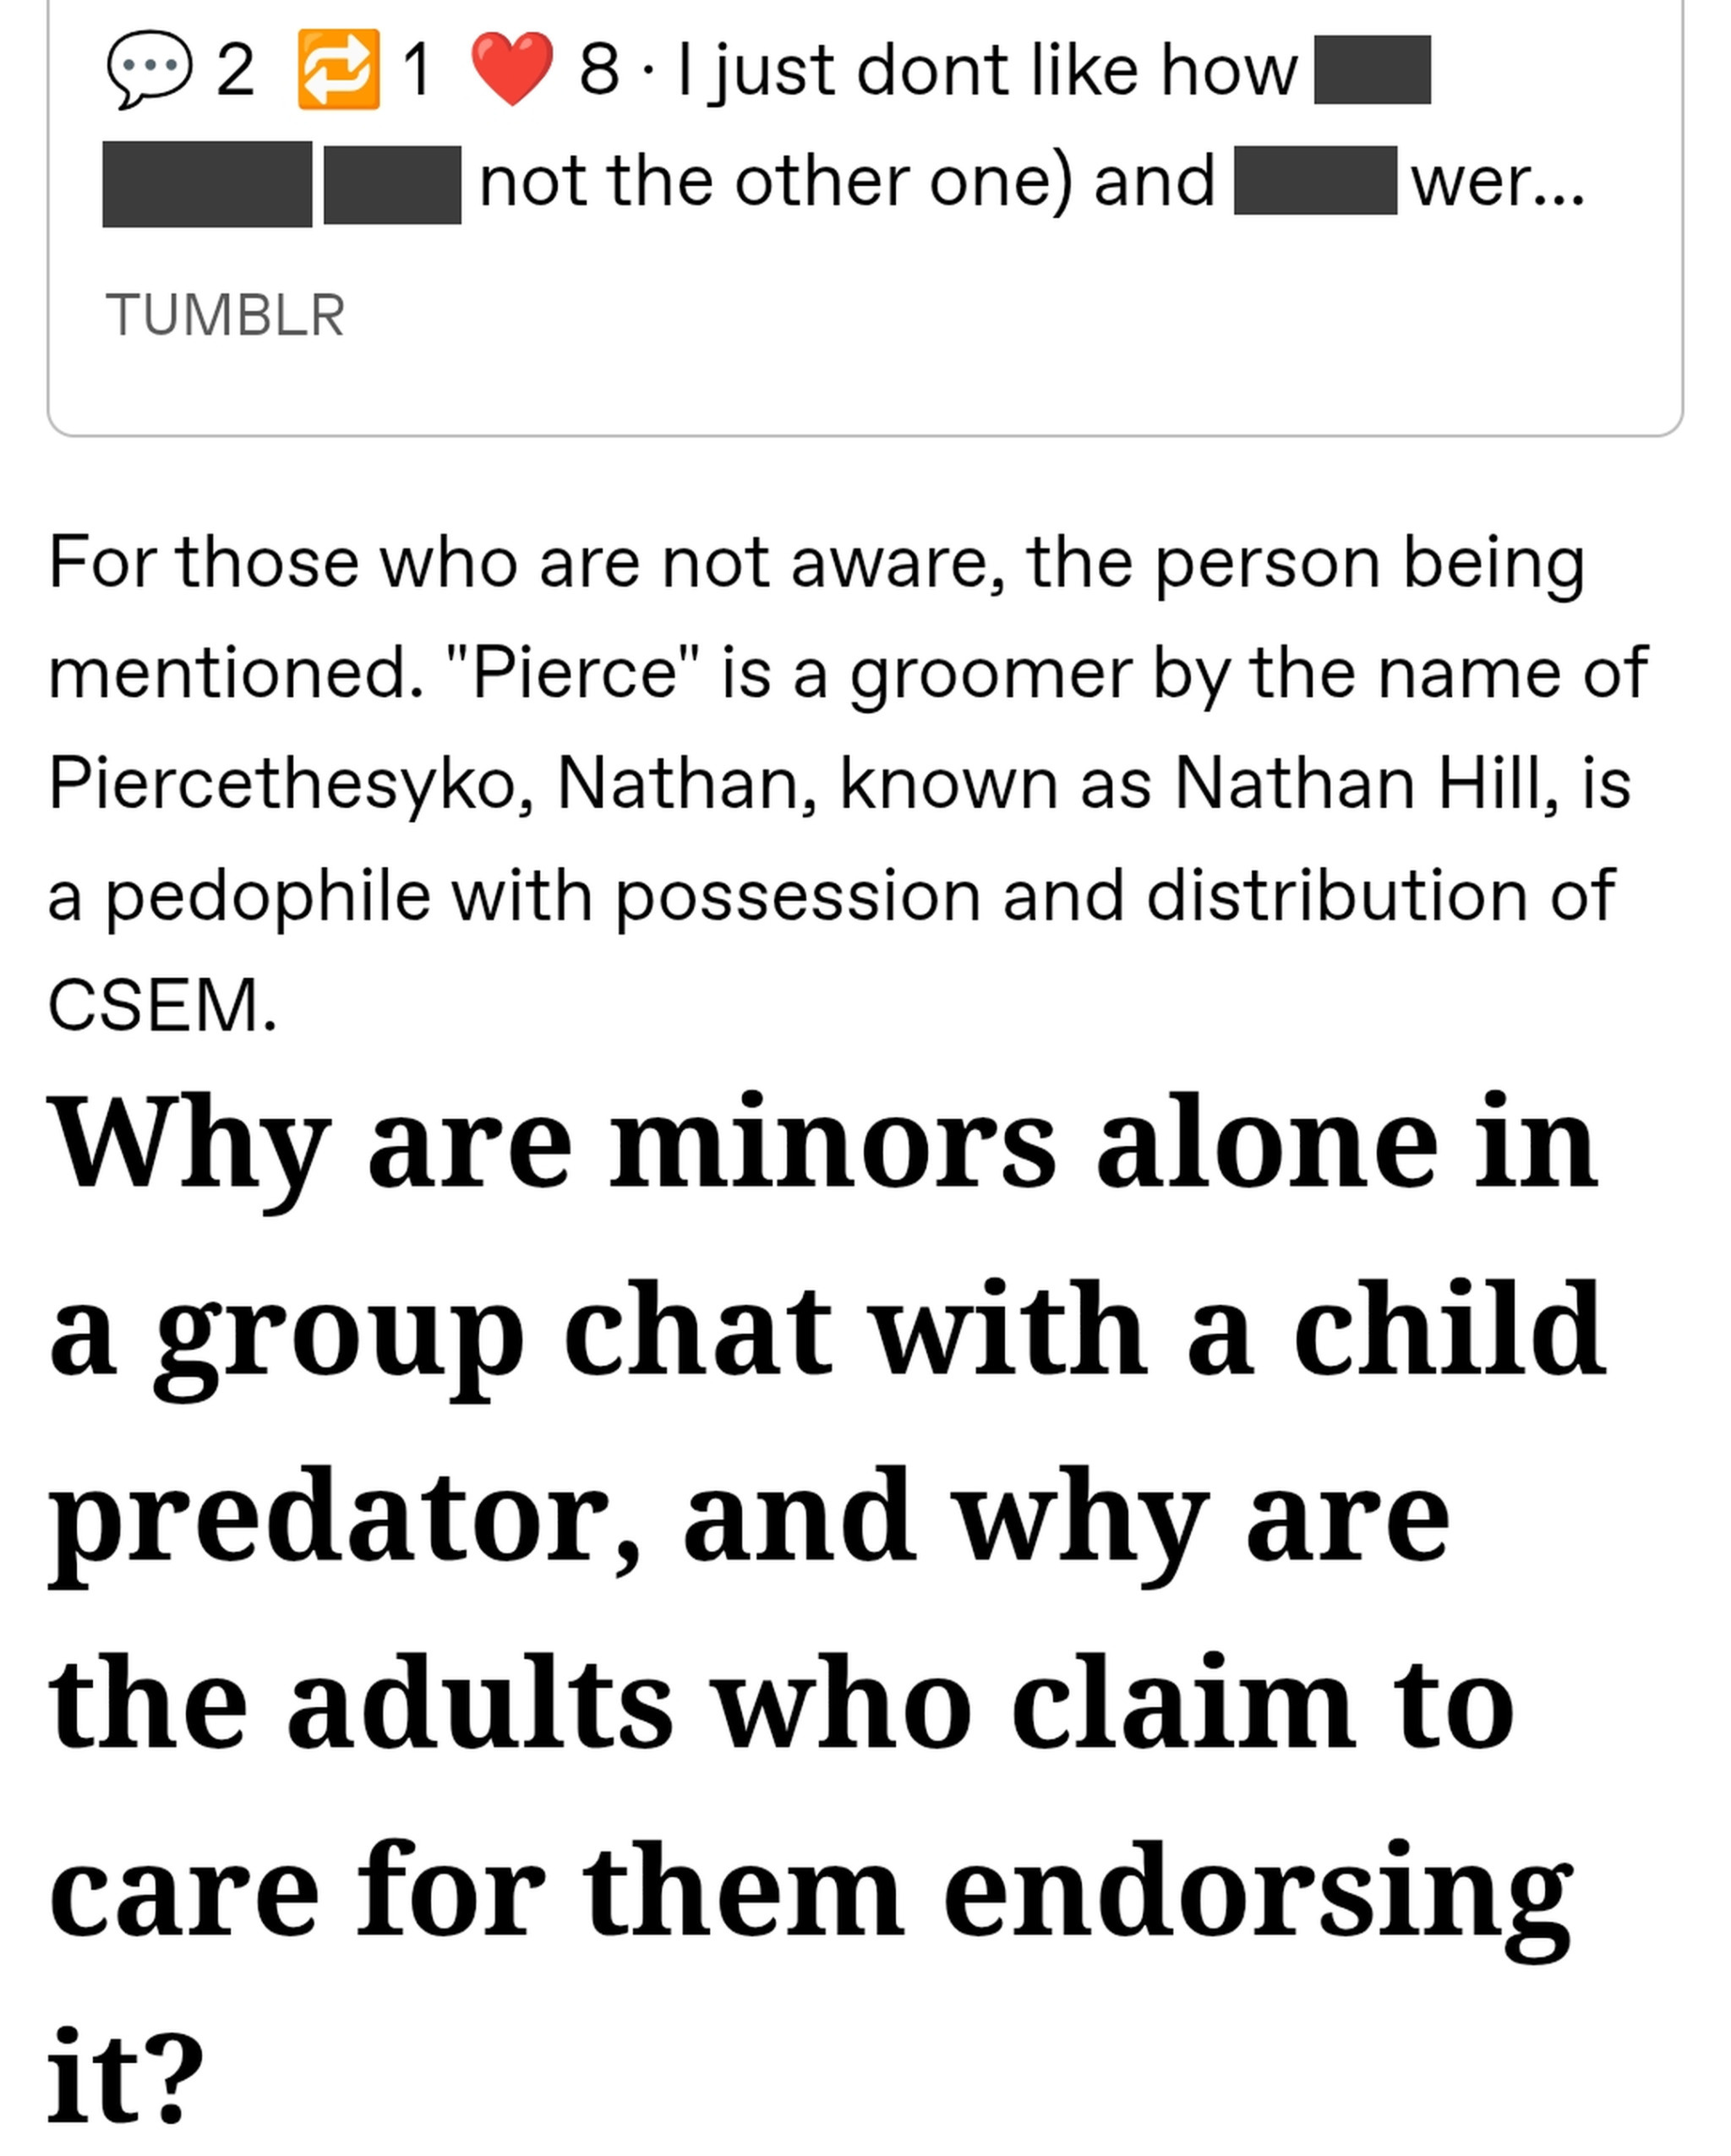 💬 2 🔁 1 ❤️ 8 · I just dont like how
not the other one) and wer...
TUMBLR
For those who are not aware, the person being
mentioned. "Pierce" is a groomer by the name of
Piercethesyko, Nathan, known as Nathan Hill, is
a pedophile with possession and distribution of
CSEM.
Why are minors alone in
a group chat with a child
predator, and why are
the adults who claim to
care for them endorsing
it?